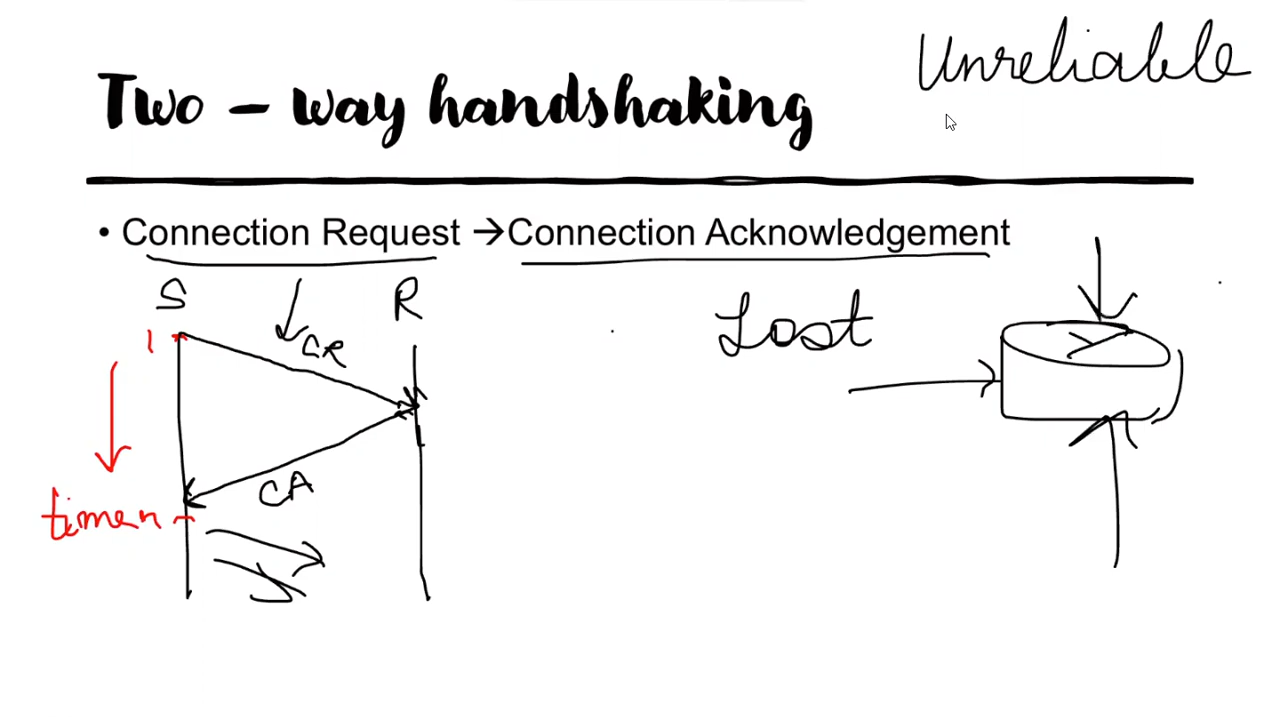 Unreliable
Two - way handshaking
• Connection Request →Connection Acknowledgement
S
R
CR
Lost
1
CA
timer